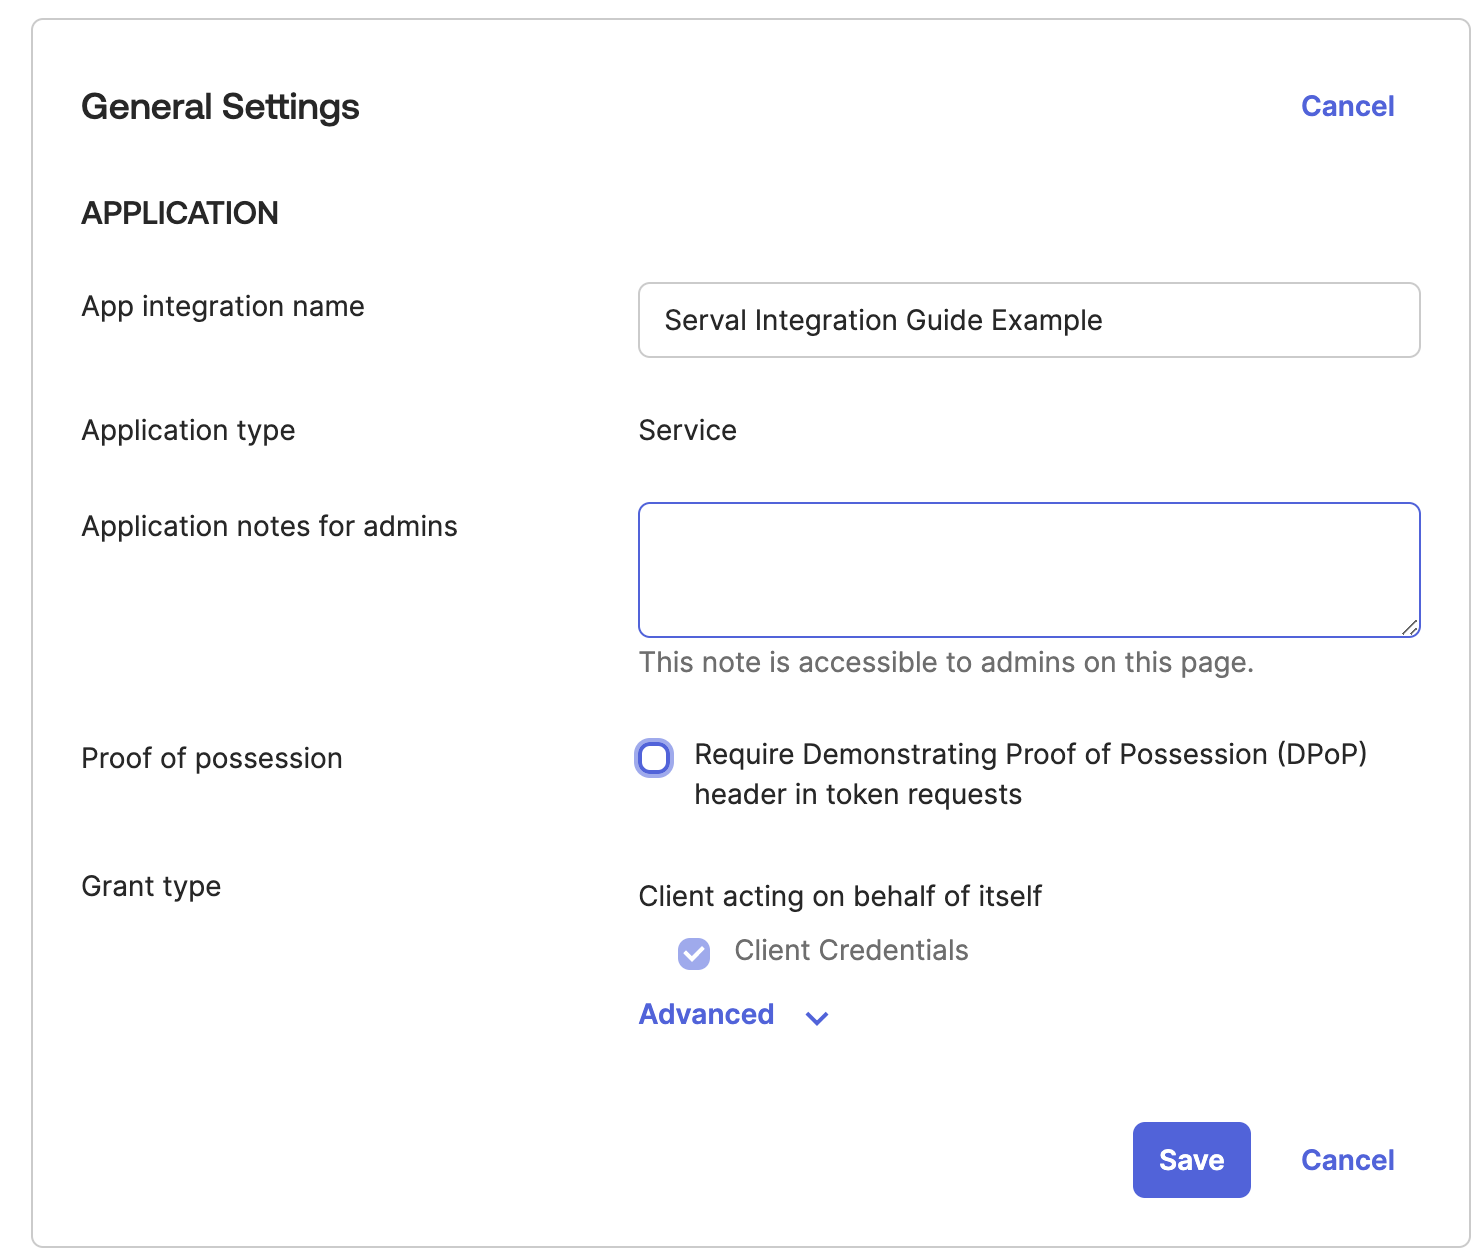 General Settings
Cancel
APPLICATION
App integration name
Serval Integration Guide Example
Application type
Service
Application notes for admins
This note is accessible to admins on this page.
Proof of possession
Require Demonstrating Proof of Possession (DPoP)
header in token requests
Grant type
Client acting on behalf of itself
Client Credentials
Advanced
Save
Cancel